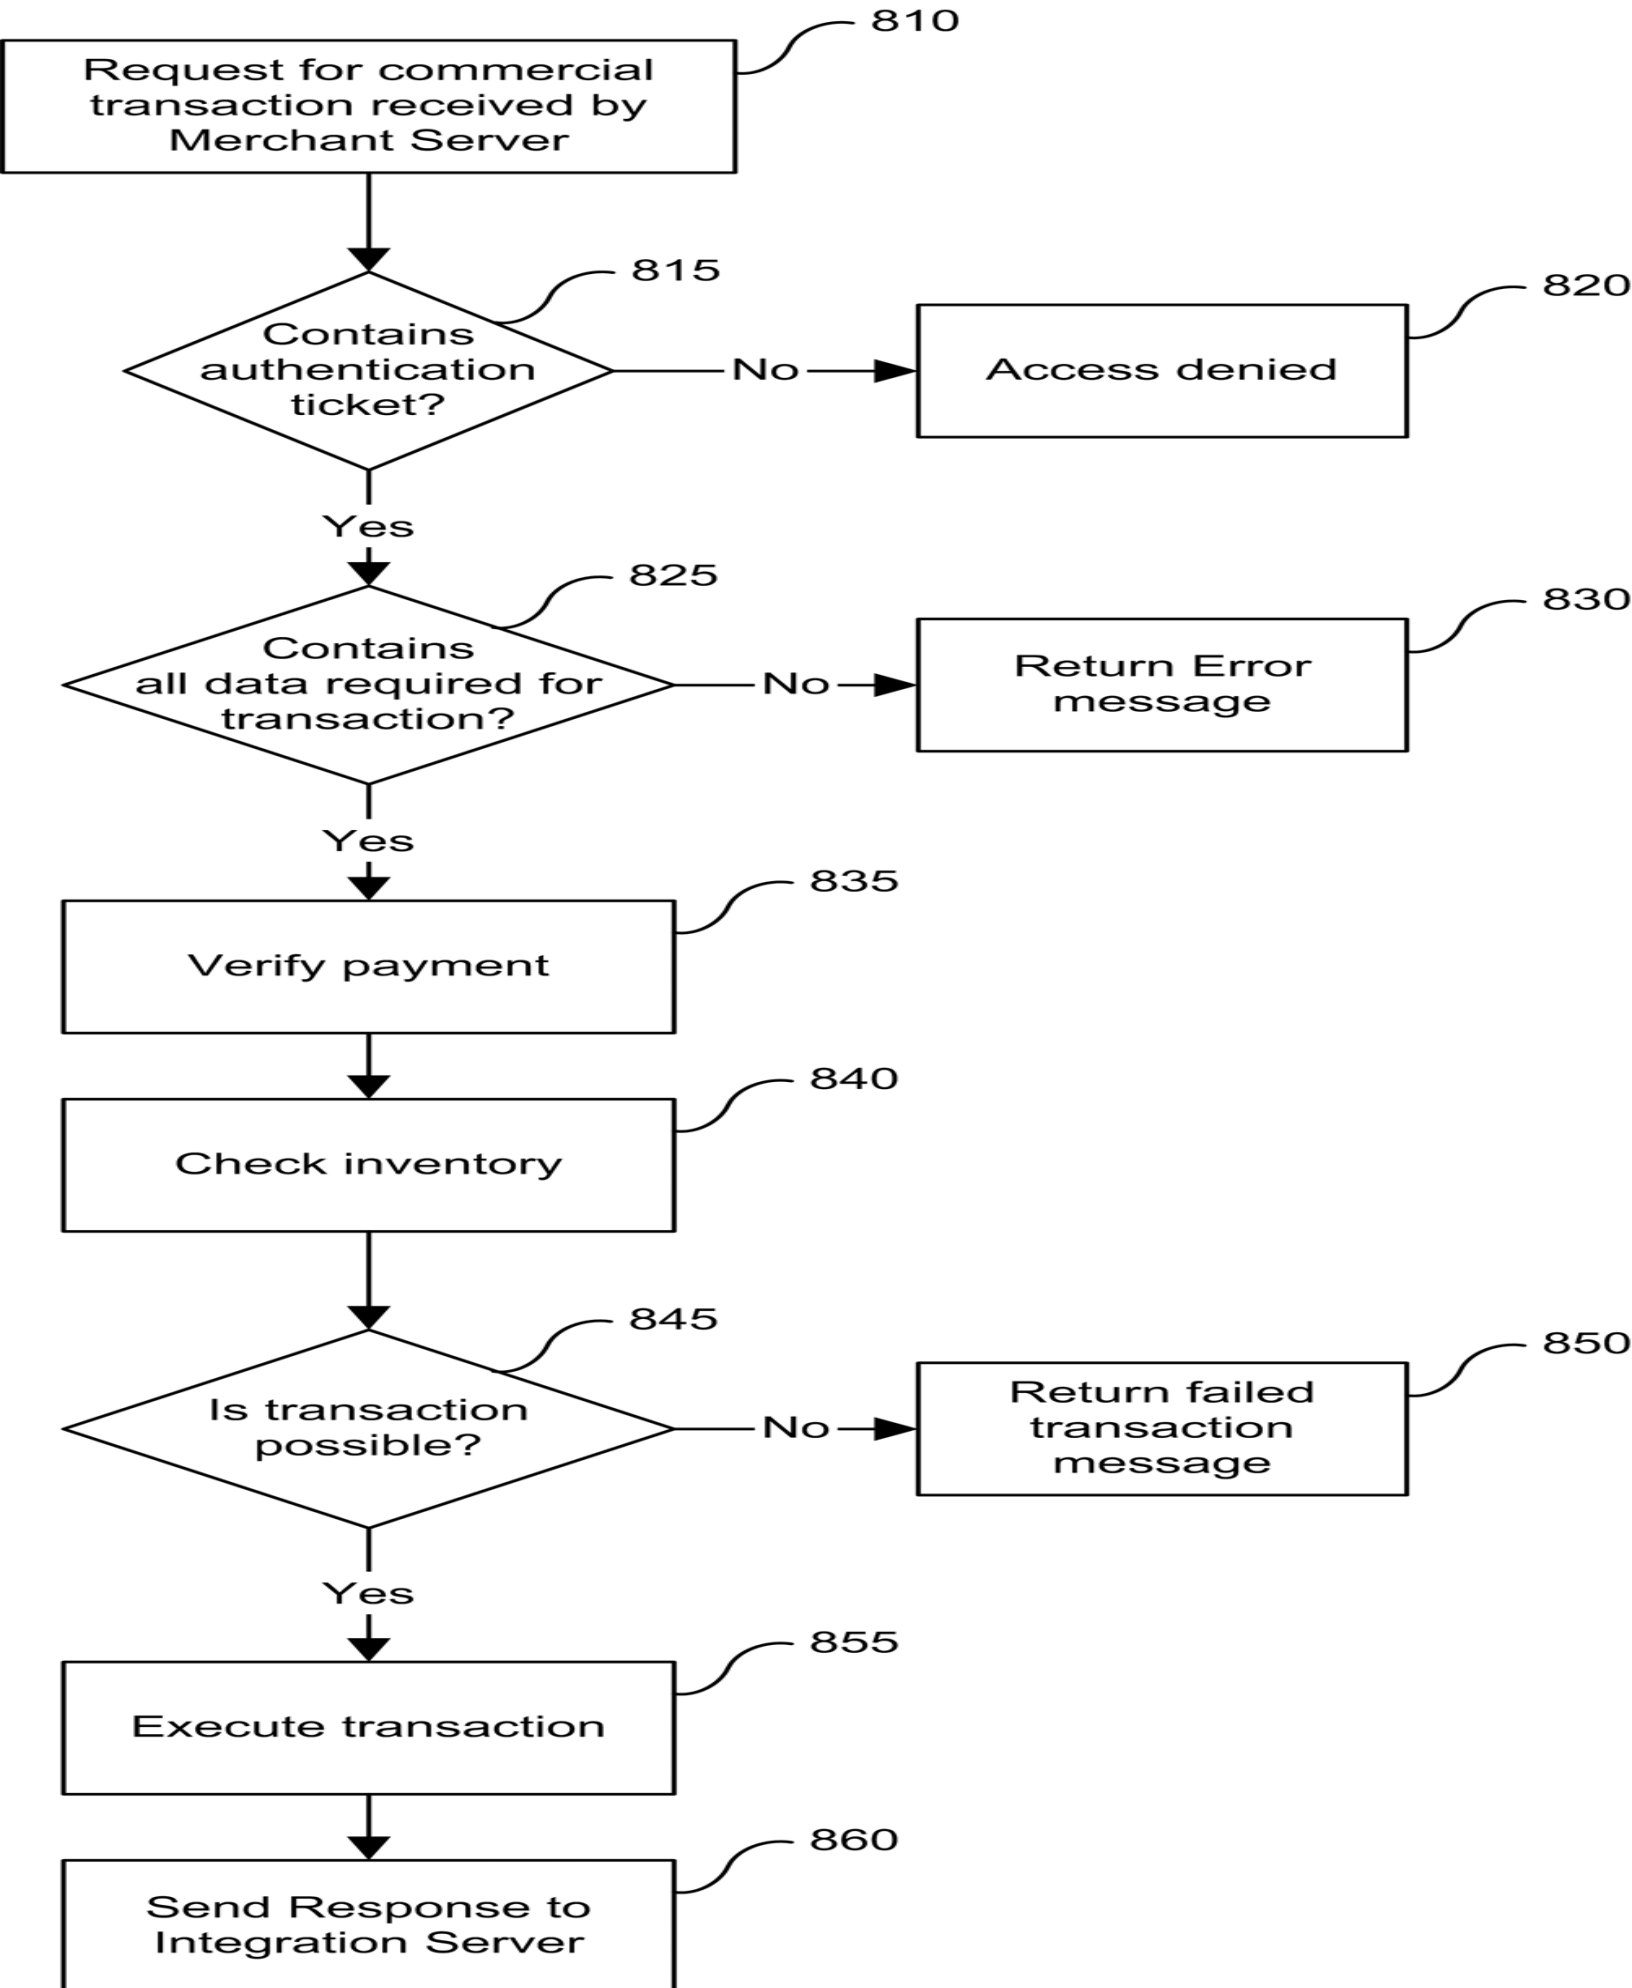 810
Request for commercial
transaction received by
Merchant Server
815
Contains
authentication
ticket?
No
820
Access denied
Yes
825
Contains
all data required for
transaction?
No
830
Return Error
message
Yes
835
Verify payment
840
Check inventory
845
Is transaction
possible?
No
850
Return failed
transaction
message
Yes
855
Execute transaction
860
Send Response to
Integration Server